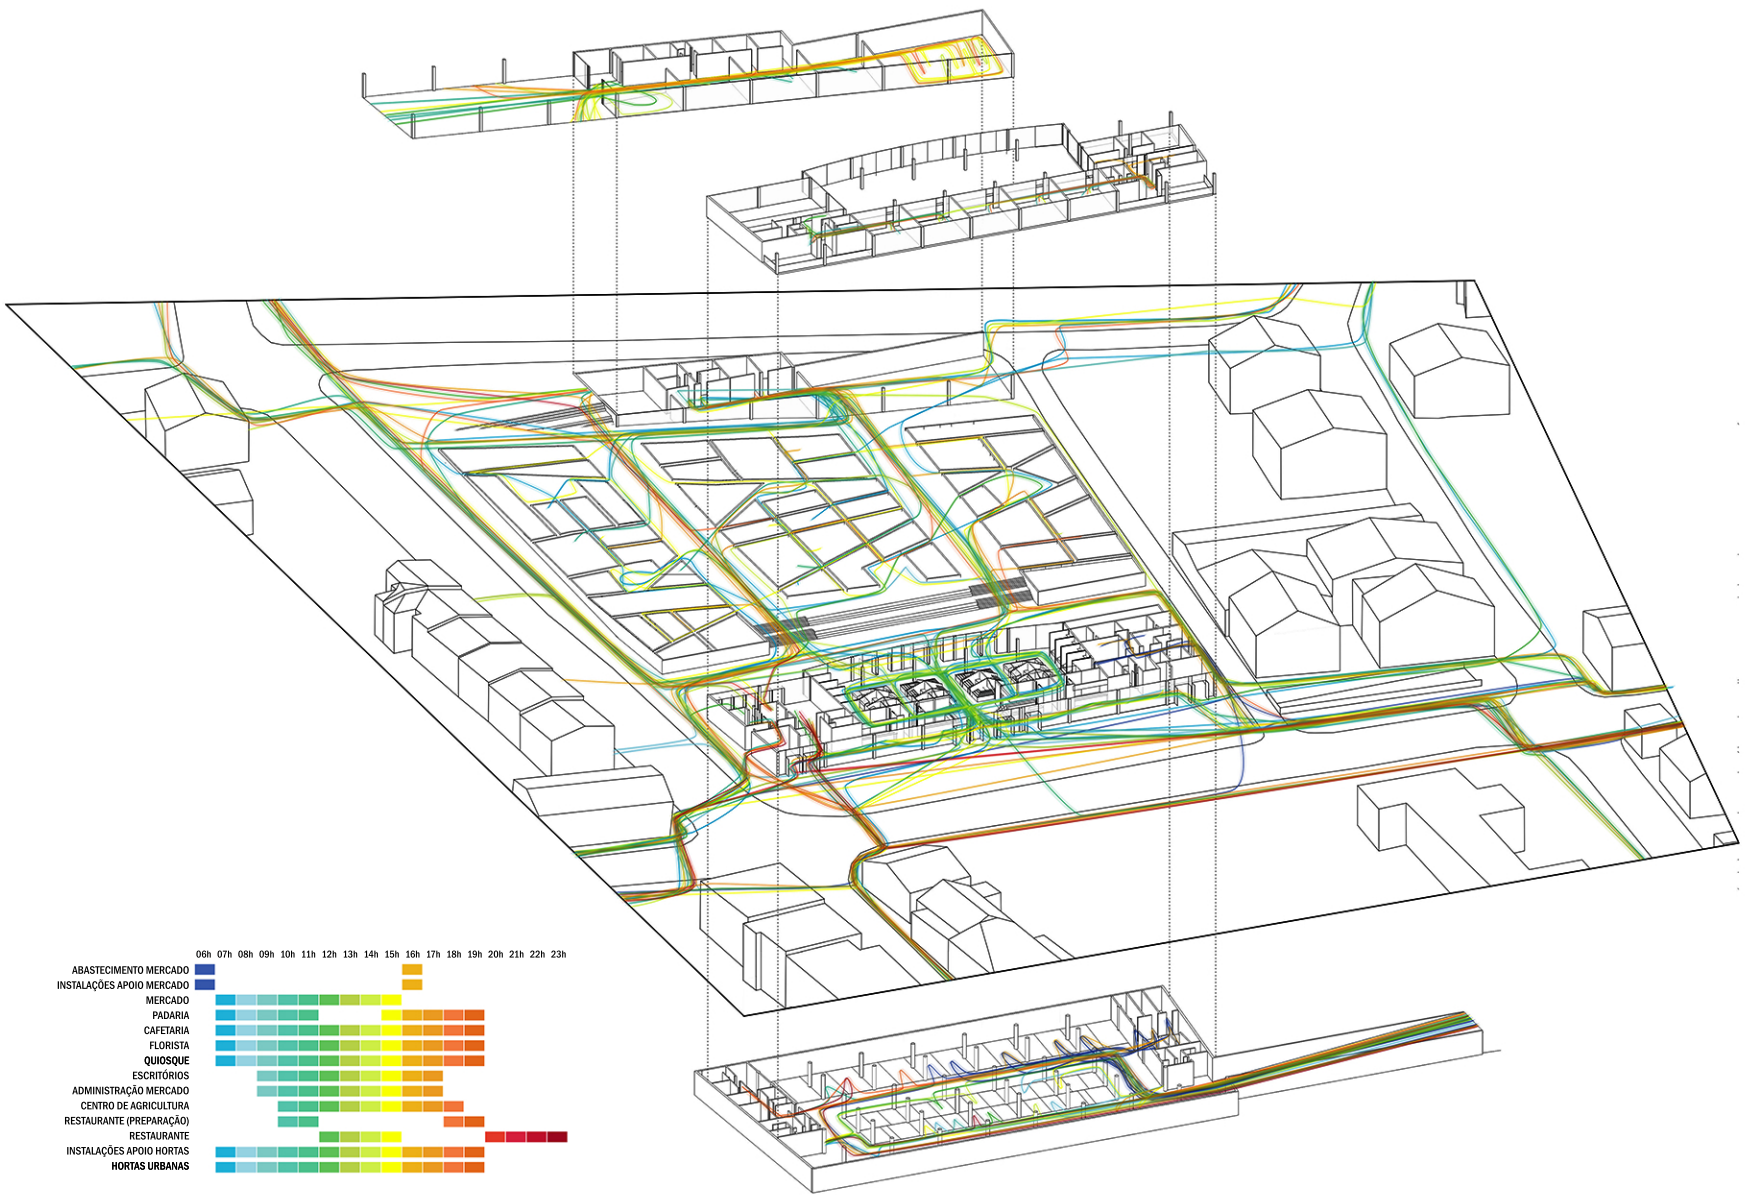 06h 07h 08h 09h 10h 11h 12h 13h 14h 15h 16h 17h 18h 19h 20h 21h 22h 23h
ABASTECIMENTO MERCADO
INSTALAÇÕES APOIO MERCADO
MERCADO
PADARIA
CAFETARIA
FLORISTA
QUIOSQUE
ESCRITÓRIOS
ADMINISTRAÇÃO MERCADO
CENTRO DE AGRICULTURA
RESTAURANTE (PREPARAÇÃO)
RESTAURANTE
INSTALAÇÕES APOIO HORTAS
HORTAS URBANAS